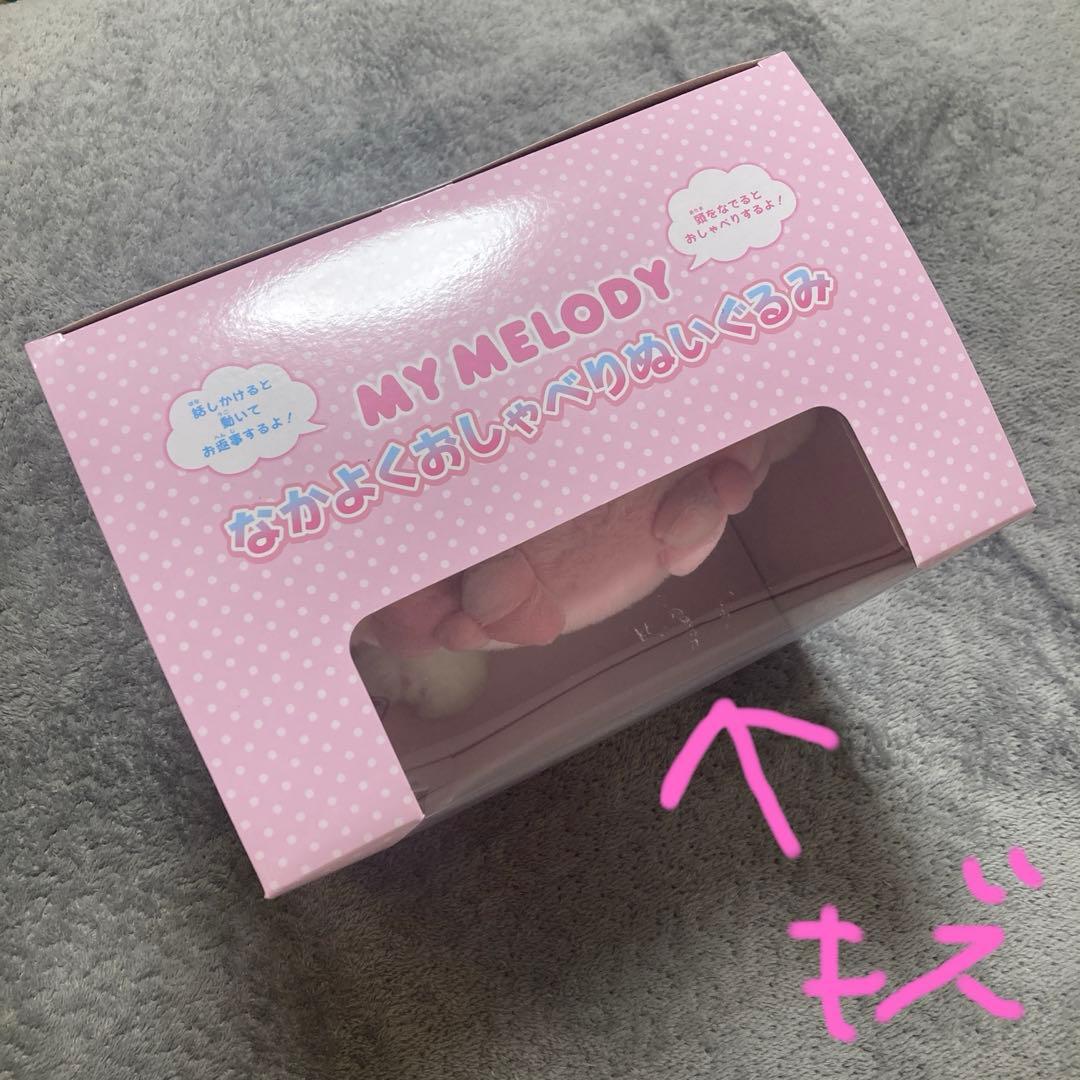 頭をなでると
おしゃべりするよ!
MY MELODY
なかよくおしゃべりぬいぐるみ
話しかけると
動いて
お返事するよ!
キズ